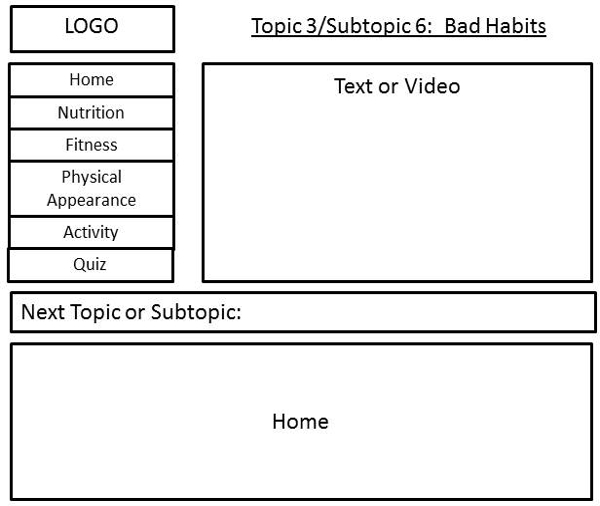 LOGO
Topic 3/Subtopic 6:  Bad Habits
Home
Nutrition
Fitness
Physical
Appearance
Activity
Quiz
Text or Video
Next Topic or Subtopic:
Home